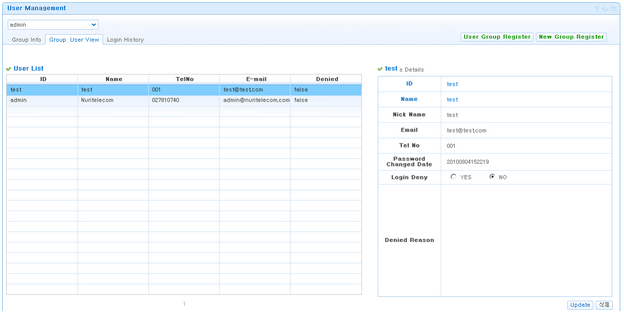 User Management
admin
User Group Register New Group Register
Group Info Group User View Login History
User List
ID Name TelNo E-mail Denied
test test 001 test@test.com false
admin Nuritelecom 027810740 admin@nuritelecom.com false
1
test s Details
ID test
Name test
Nick Name test
Email test@test.com
Tel No 001
Password
Changed Date 20100804152219
Login Deny YES NO
Denied Reason
Update 삭제